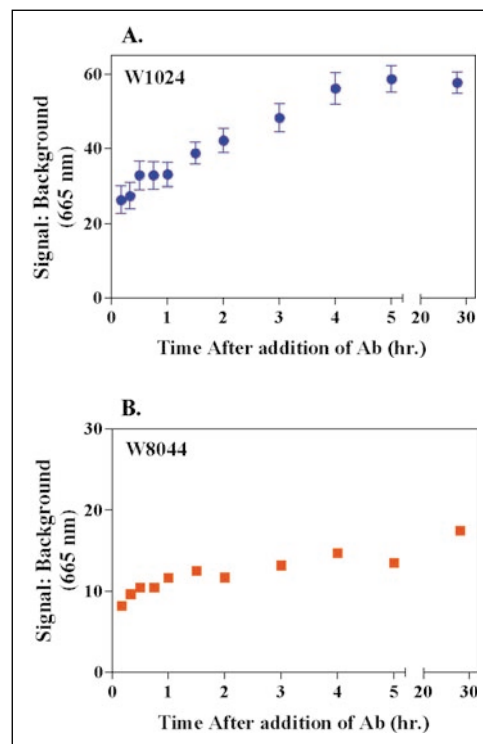 A.
W1024
60
40
20
0
Signal: Background
(665 nm)
0 1 2 3 4 5 20 30
Time After addition of Ab (hr.)
B.
W8044
30
20
10
0
Signal: Background
(665 nm)
0 1 2 3 4 5 20 30
Time After addition of Ab (hr.)